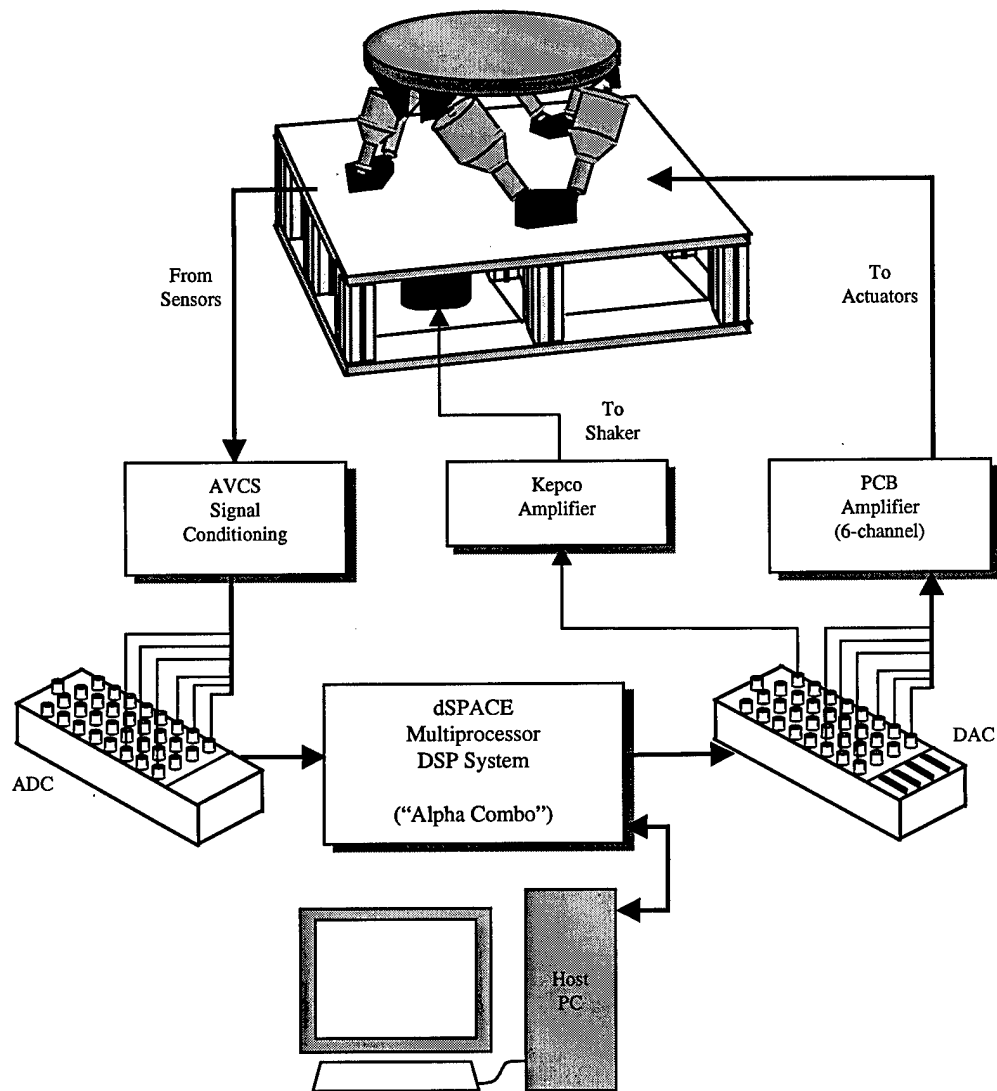 From
Sensors
To
Actuators
To
Shaker
AVCS
Signal
Conditioning
Kepco
Amplifier
PCB
Amplifier
(6-channel)
ADC
dSPACE
Multiprocessor
DSP System
(“Alpha Combo”)
DAC
Host
PC